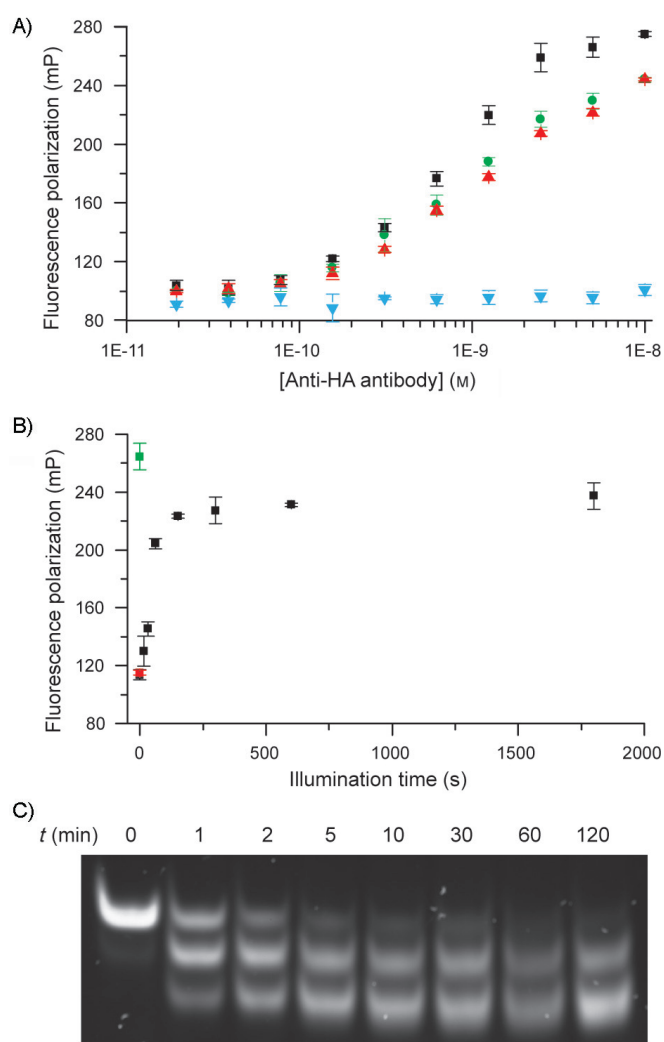 A)
Fluorescence polarization (mP)
280
240
200
160
120
80
1E-11 1E-10 1E-9 1E-8
[Anti-HA antibody] (M)
B)
Fluorescence polarization (mP)
280
240
200
160
120
80
0 500 1000 1500 2000
Illumination time (s)
C)
t (min) 0 1 2 5 10 30 60 120